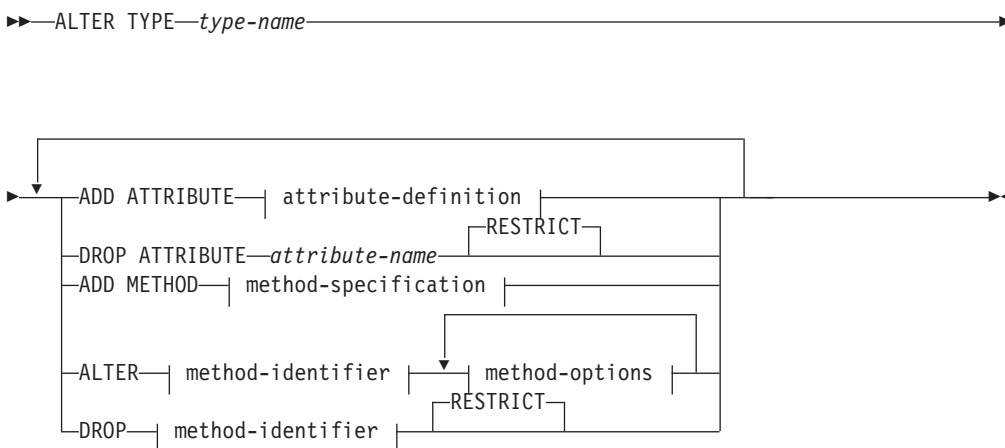 ALTER TYPE type-name
ADD ATTRIBUTE attribute-definition
RESTRICT
DROP ATTRIBUTE attribute-name
ADD METHOD method-specification
ALTER method-identifier method-options
RESTRICT
DROP method-identifier